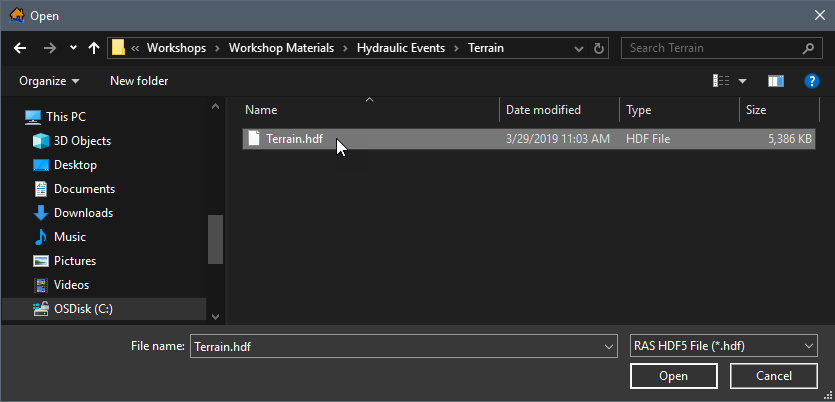 Open
« Workshops > Workshop Materials > Hydraulic Events > Terrain
Search Terrain
Organize
New folder
?
This PC
3D Objects
Desktop
Documents
Downloads
Music
Pictures
Videos
OSDisk (C:)
Name Date modified Type Size
Terrain.hdf 3/29/2019 11:03 AM HDF File 5,386 KB
File name: Terrain.hdf RAS HDF5 File (*.hdf)
Open Cancel